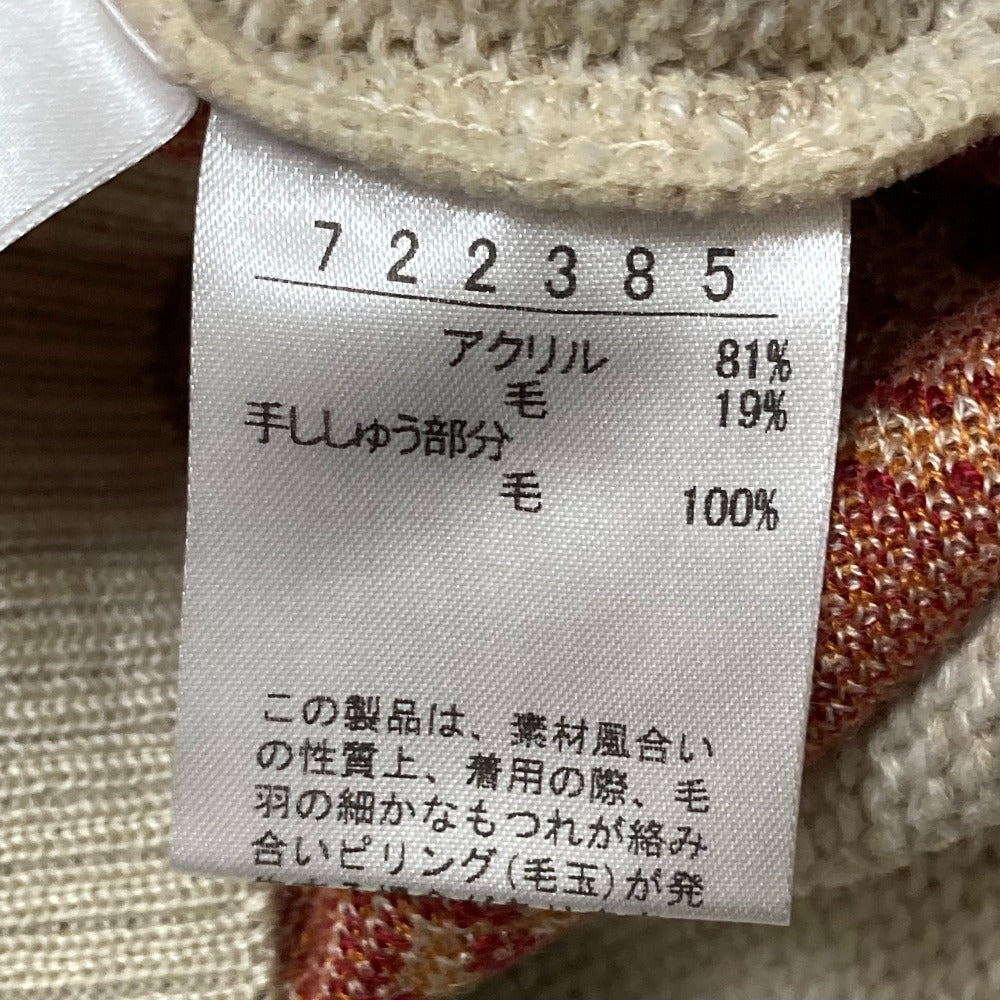 722385
アクリル 81%
毛 19%
手ししゅう部分
毛 100%
この製品は、素材風合い
の性質上、着用の際、毛
羽の細かなもつれが絡み
合いピリング(毛玉)が発